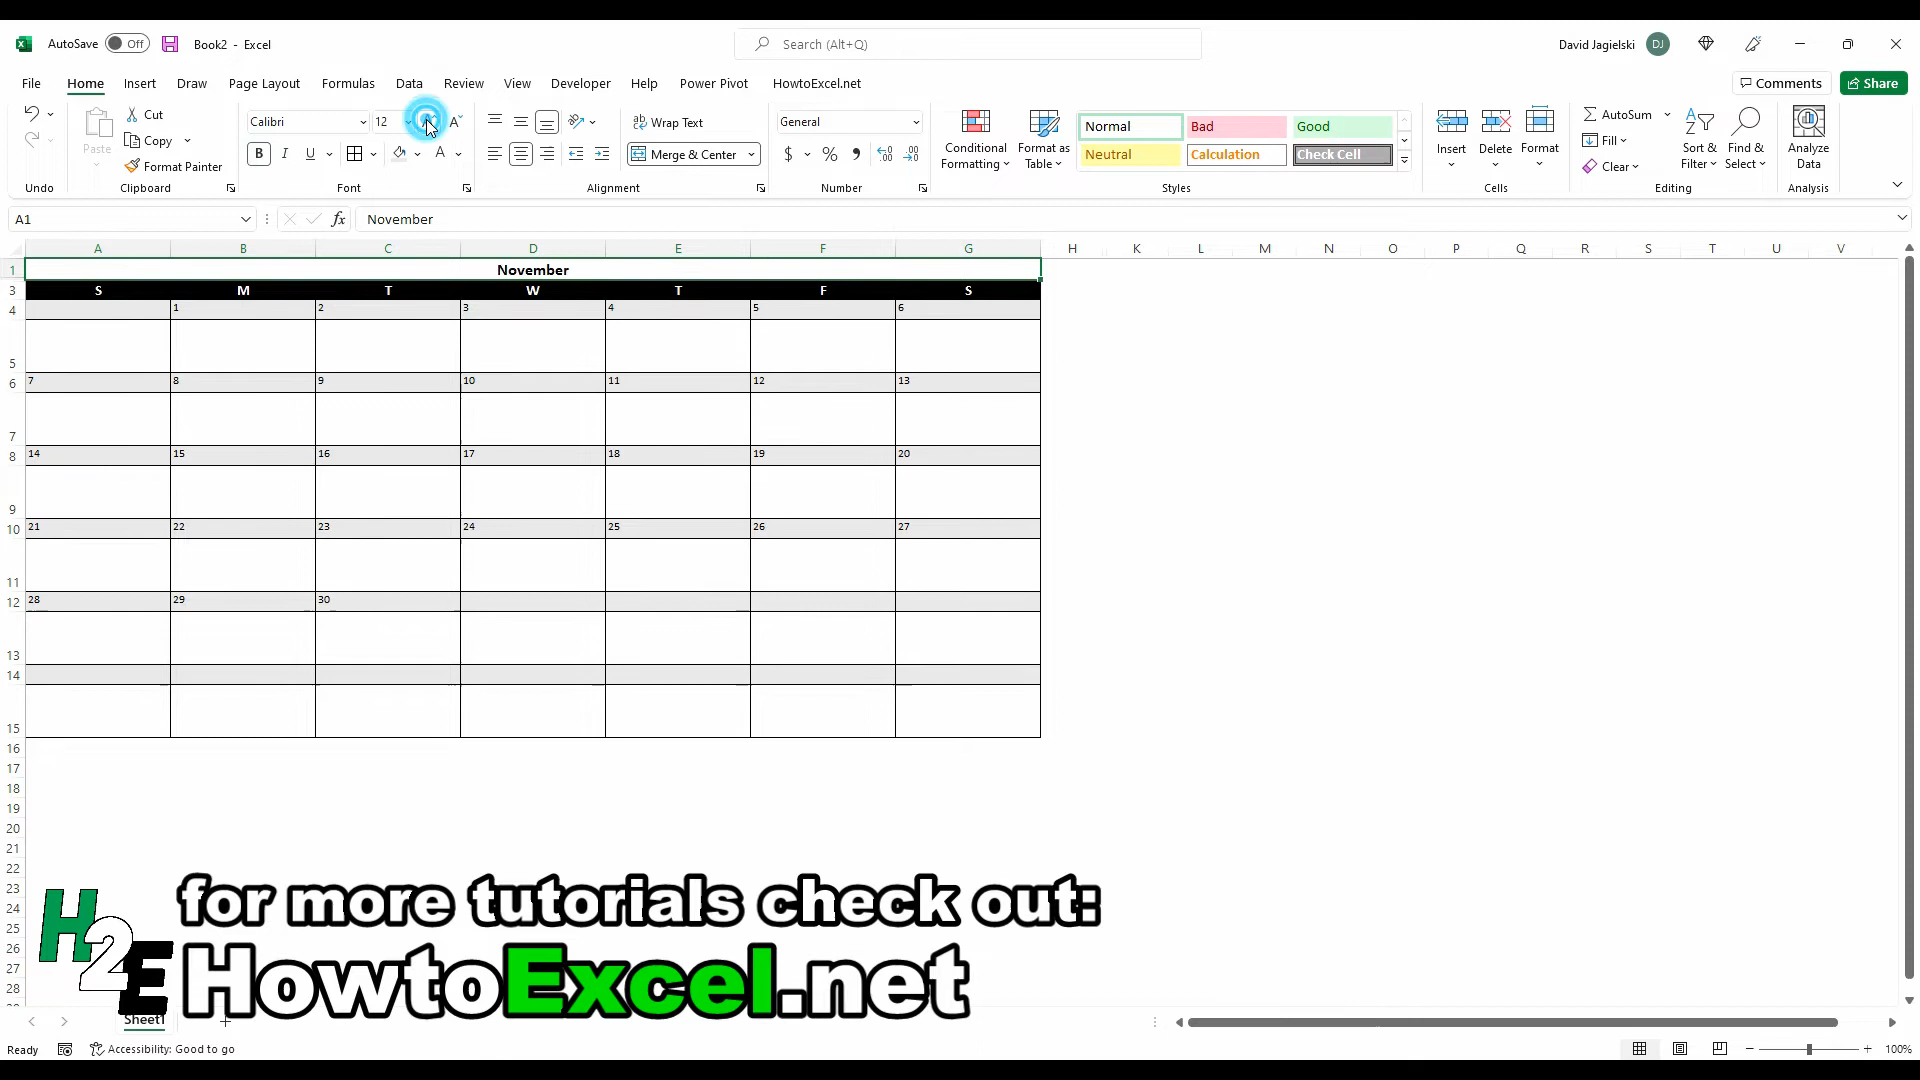 AutoSave Off Book2 - Excel Search (Alt+Q) David Jagielski DJ
File Home Insert Draw Page Layout Formulas Data Review View Developer Help Power Pivot HowtoExcel.net Comments Share
Cut
Copy
Format Painter
Paste
Calibri 12
B I U A
Wrap Text
Merge & Center
General
$ % ,
Conditional Formatting
Format as Table
Normal Bad Good
Neutral Calculation Check Cell
Insert Delete Format
AutoSum
Fill
Clear
Sort & Filter
Find & Select
Analyze Data
Undo Clipboard Font Alignment Number Styles Cells Editing Analysis
A1 fx November
A B C D E F G H K L M N O P Q R S T U V
1 November
3 S M T W T F S
4 1 2 3 4 5 6
5
6 7 8 9 10 11 12 13
7
8 14 15 16 17 18 19 20
9
10 21 22 23 24 25 26 27
11
12 28 29 30
13
14
15
16
17
18
19
20
21
22
23
24
25
26
27
28
for more tutorials check out:
H2E HowtoExcel.net
Sheet1
Ready Accessibility: Good to go 100%